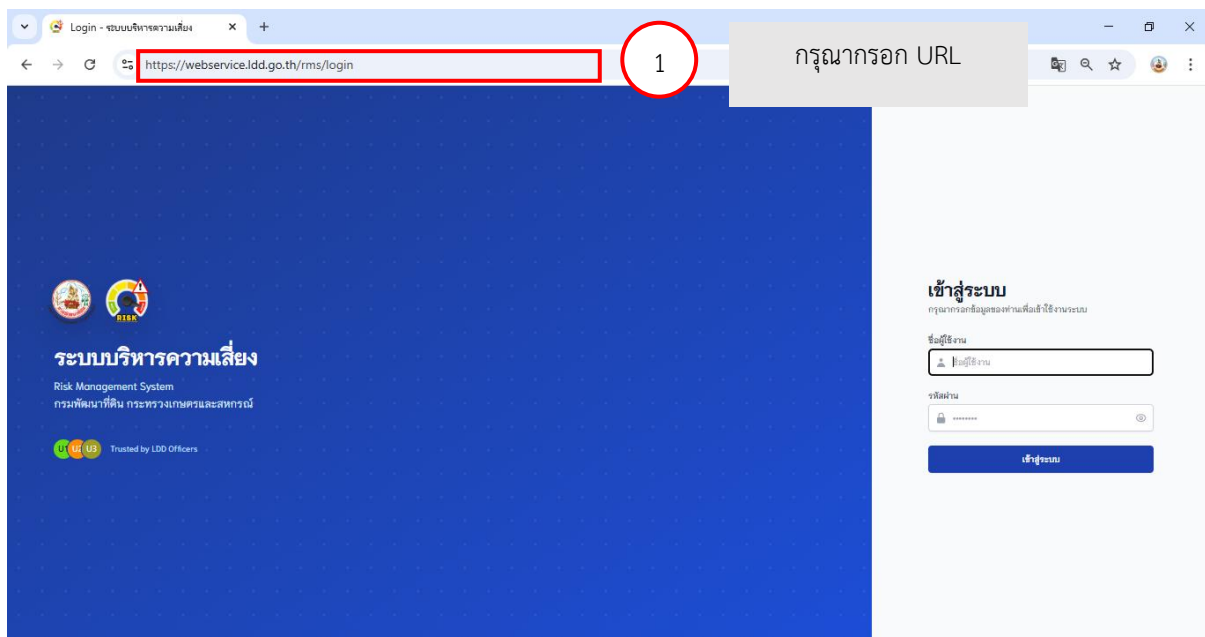 Login - ระบบบริหารความเสี่ยง
https://webservice.ldd.go.th/rms/login
1
กรุณากรอก URL
RISK
ระบบบริหารความเสี่ยง
Risk Management System
กรมพัฒนาที่ดิน กระทรวงเกษตรและสหกรณ์
U1 U2 U3 Trusted by LDD Officers
เข้าสู่ระบบ
กรุณากรอกข้อมูลของท่านเพื่อเข้าใช้งานระบบ
ชื่อผู้ใช้งาน
ชื่อผู้ใช้งาน
รหัสผ่าน
••••••••
เข้าสู่ระบบ